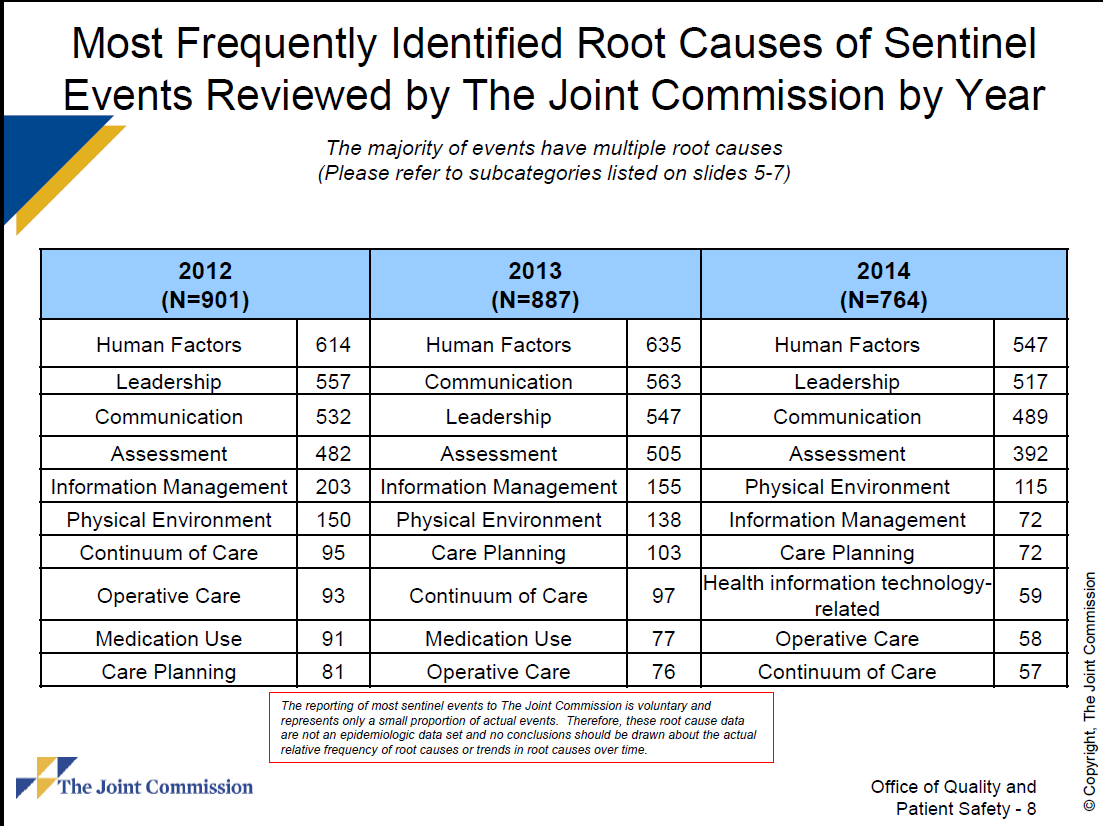 Most Frequently Identified Root Causes of Sentinel
Events Reviewed by The Joint Commission by Year
The majority of events have multiple root causes
(Please refer to subcategories listed on slides 5-7)
2012 2013 2014
(N=901) (N=887) (N=764)
Human Factors 614 Human Factors 635 Human Factors 547
Leadership 557 Communication 563 Leadership 517
Communication 532 Leadership 547 Communication 489
Assessment 482 Assessment 505 Assessment 392
Information Management 203 Information Management 155 Physical Environment 115
Physical Environment 150 Physical Environment 138 Information Management 72
Continuum of Care 95 Care Planning 103 Care Planning 72
Operative Care 93 Continuum of Care 97 Health information technology-
related 59
Medication Use 91 Medication Use 77 Operative Care 58
Care Planning 81 Operative Care 76 Continuum of Care 57
The reporting of most sentinel events to The Joint Commission is voluntary and
represents only a small proportion of actual events. Therefore, these root cause data
are not an epidemiologic data set and no conclusions should be drawn about the actual
relative frequency of root causes or trends in root causes over time.
The Joint Commission
Office of Quality and
Patient Safety - 8
© Copyright, The Joint Commission